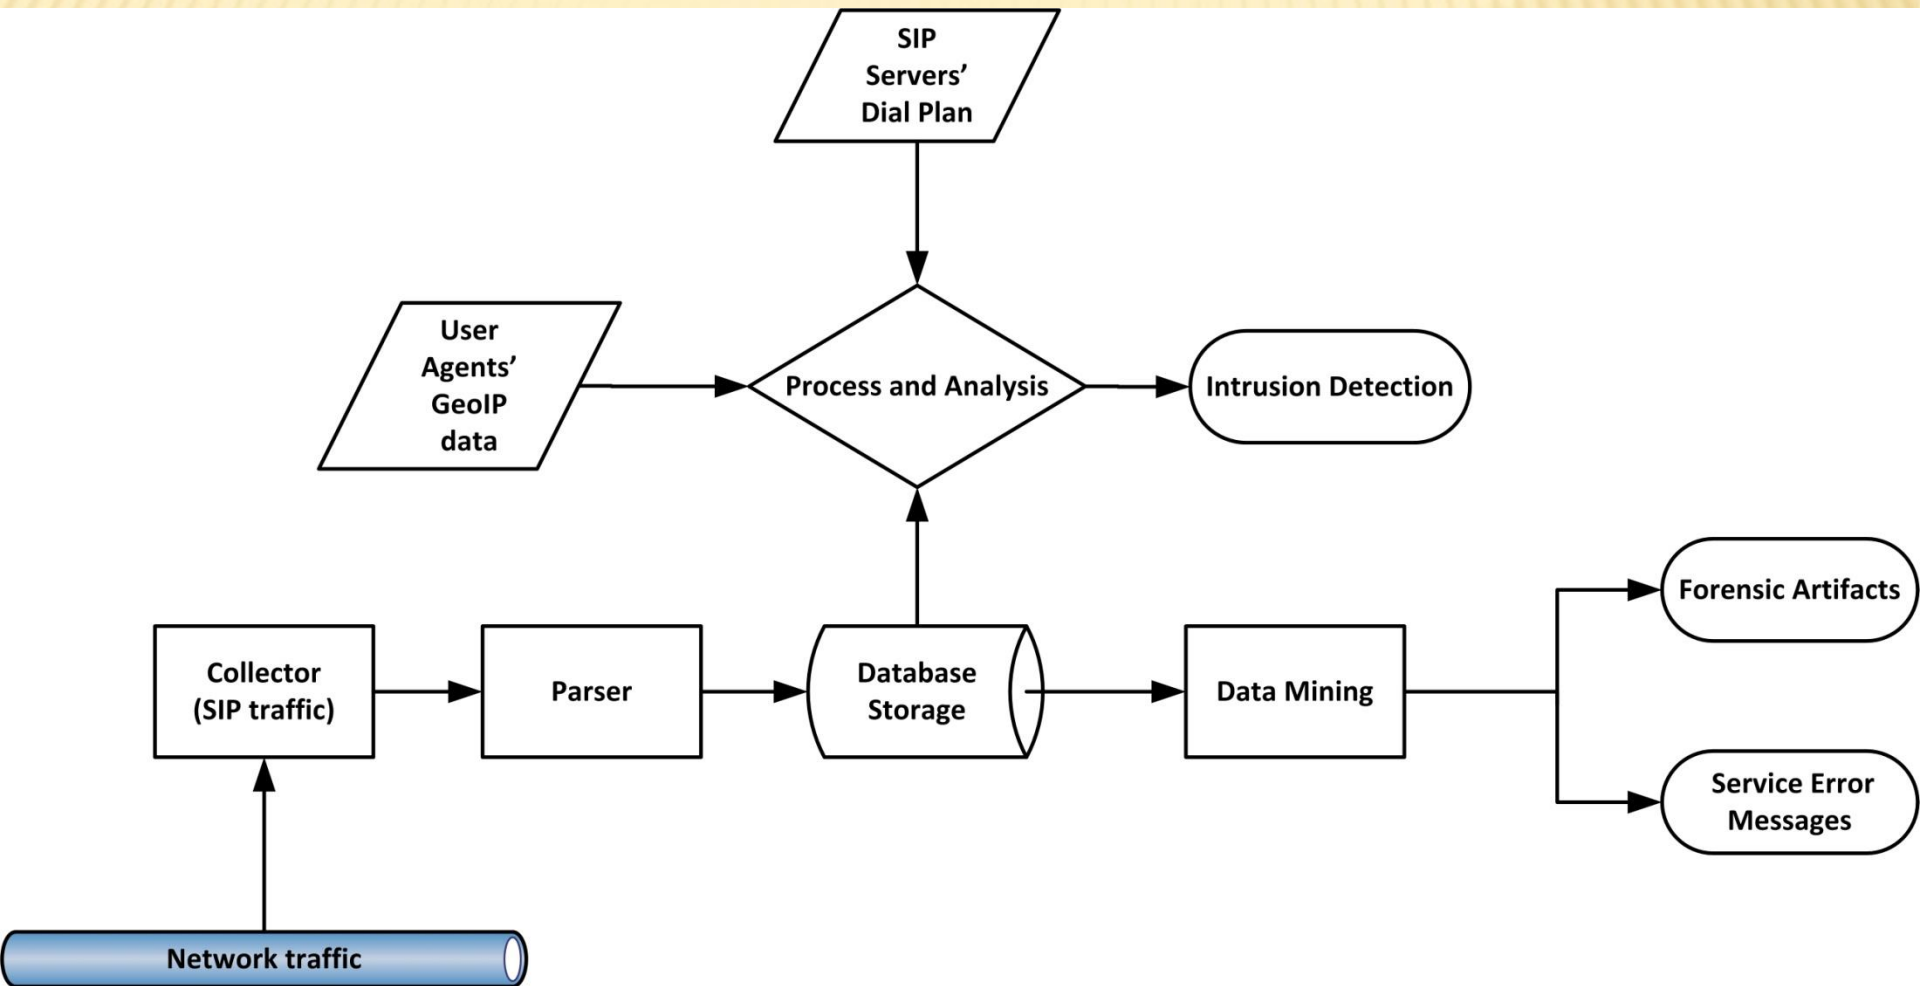 SIP
Servers’
Dial Plan
User
Agents’
GeoIP
data
Process and Analysis
Intrusion Detection
Forensic Artifacts
Collector
(SIP traffic)
Parser
Database
Storage
Data Mining
Service Error
Messages
Network traffic